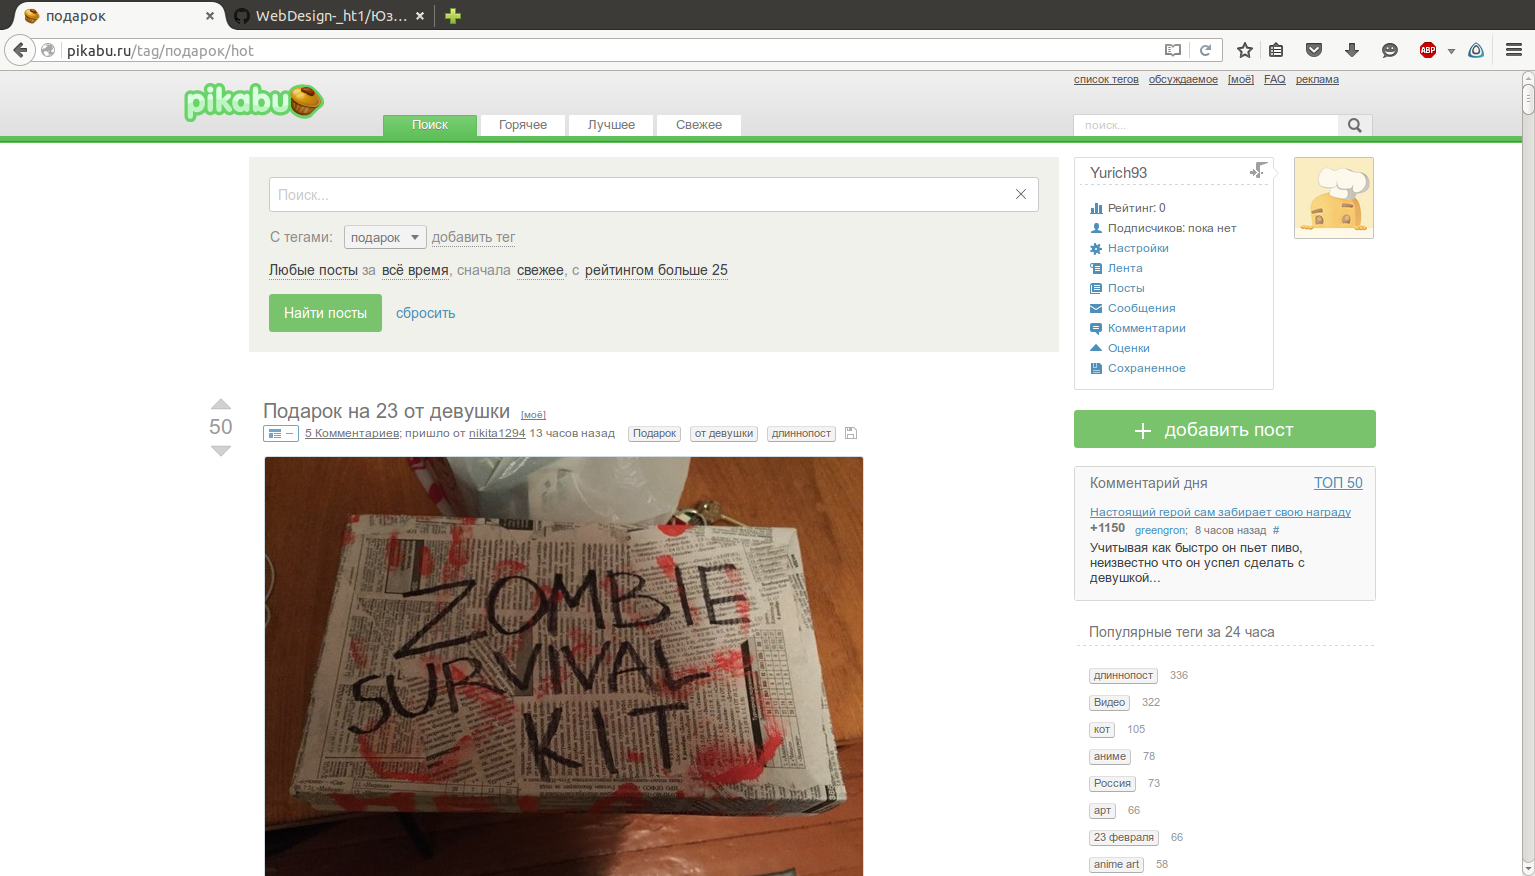 подарок
WebDesign-_ht1/Юз...
pikabu.ru/tag/подарок/hot
ABP
список тегов обсуждаемое [моё] FAQ реклама
pikabu
Поиск Горячее Лучшее Свежее
поиск...
Поиск...
С тегами: подарок добавить тег
Любые посты за всё время, сначала свежее, с рейтингом больше 25
Найти посты сбросить
Yurich93
Рейтинг: 0
Подписчиков: пока нет
Настройки
Лента
Посты
Сообщения
Комментарии
Оценки
Сохраненное
50
Подарок на 23 от девушки [моё]
5 Комментариев; пришло от nikita1294 13 часов назад Подарок от девушки длиннопост
ZOMBIE
SURVIVAL
KIT
добавить пост
Комментарий дня ТОП 50
Настоящий герой сам забирает свою награду
+1150 greengron; 8 часов назад #
Учитывая как быстро он пьет пиво,
неизвестно что он успел сделать с
девушкой...
Популярные теги за 24 часа
длиннопост 336
Видео 322
кот 105
аниме 78
Россия 73
арт 66
23 февраля 66
anime art 58